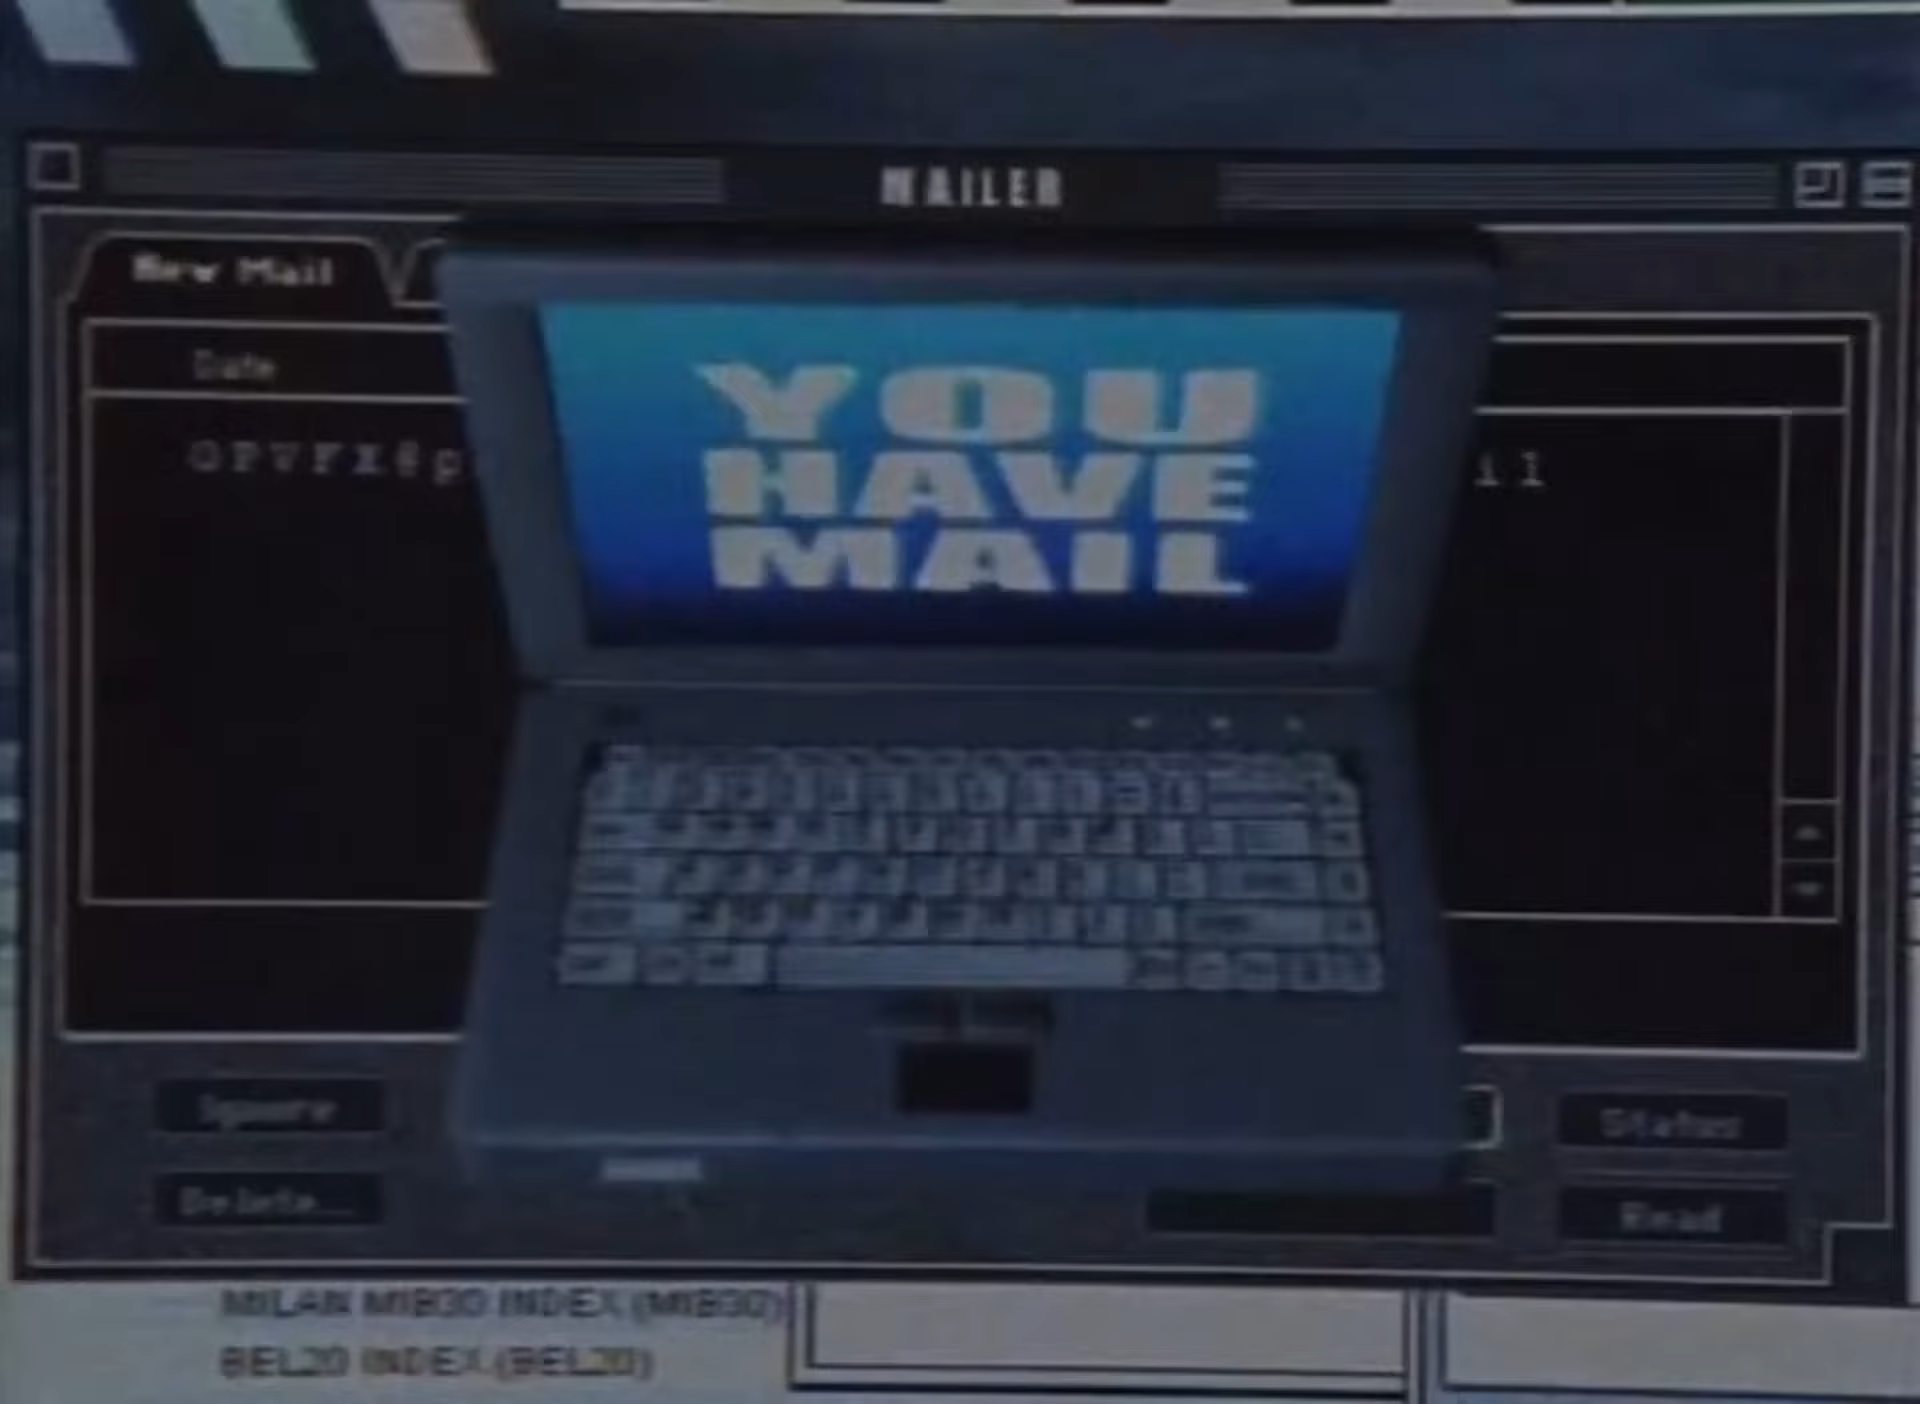 MAILER
New Mail
Date
YOU
HAVE
MAIL
Ignore
Status
Delete...
Read
MILAN MIB30 INDEX (MIB30)
BEL20 INDEX (BEL20)